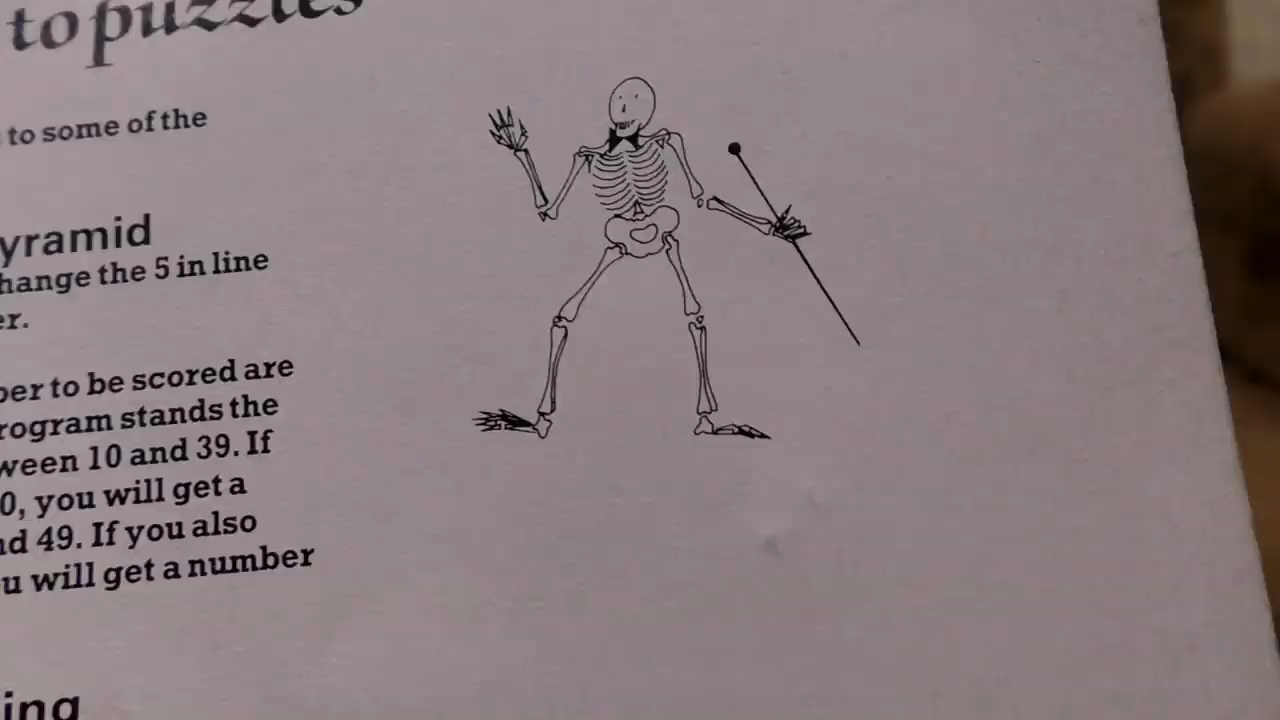 to puzzles
to some of the
yramid
hange the 5 in line
er.
ber to be scored are
rogram stands the
ween 10 and 39. If
0, you will get a
nd 49. If you also
u will get a number
ing